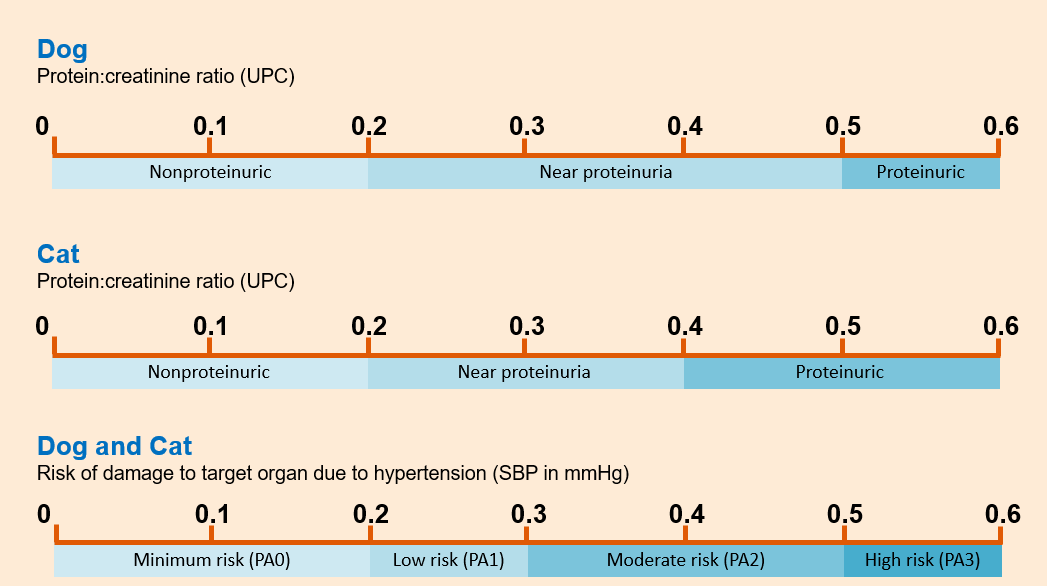 Dog
Protein:creatinine ratio (UPC)
0 0.1 0.2 0.3 0.4 0.5 0.6
Nonproteinuric Near proteinuria Proteinuric
Cat
Protein:creatinine ratio (UPC)
0 0.1 0.2 0.3 0.4 0.5 0.6
Nonproteinuric Near proteinuria Proteinuric
Dog and Cat
Risk of damage to target organ due to hypertension (SBP in mmHg)
0 0.1 0.2 0.3 0.4 0.5 0.6
Minimum risk (PA0) Low risk (PA1) Moderate risk (PA2) High risk (PA3)